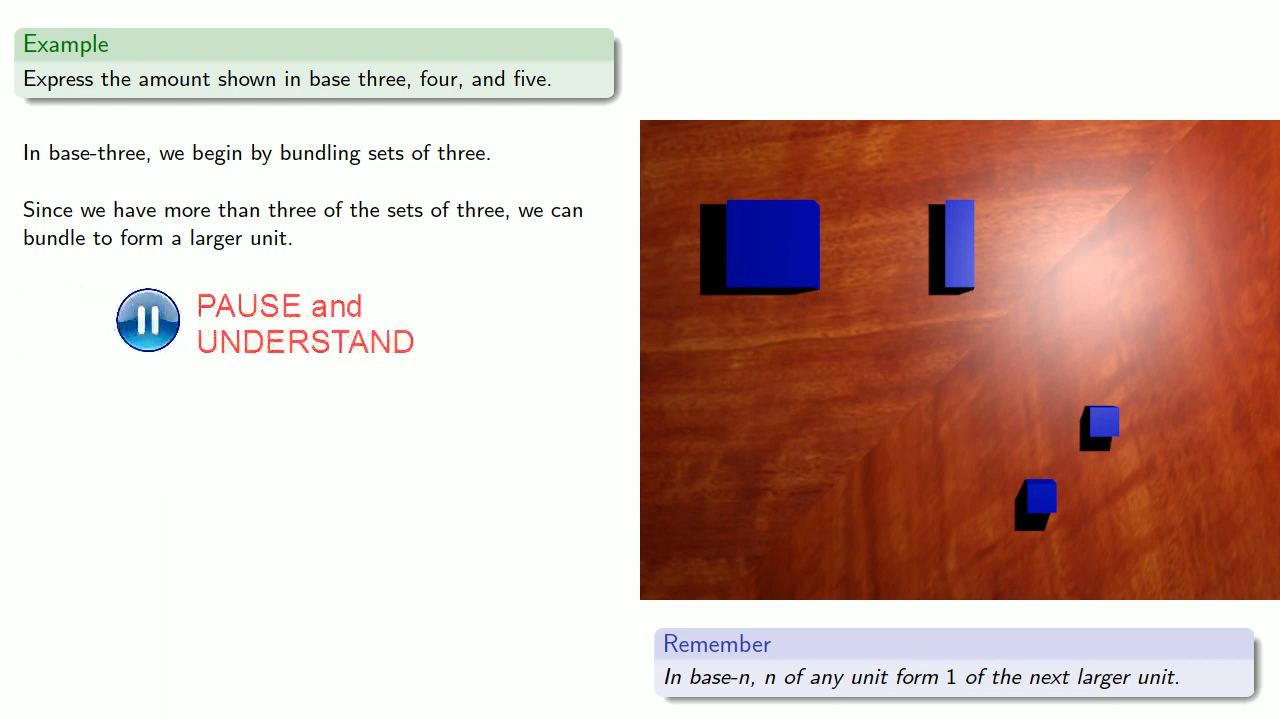 Example
Express the amount shown in base three, four, and five.
In base-three, we begin by bundling sets of three.
Since we have more than three of the sets of three, we can
bundle to form a larger unit.
PAUSE and
UNDERSTAND
Remember
In base-n, n of any unit form 1 of the next larger unit.